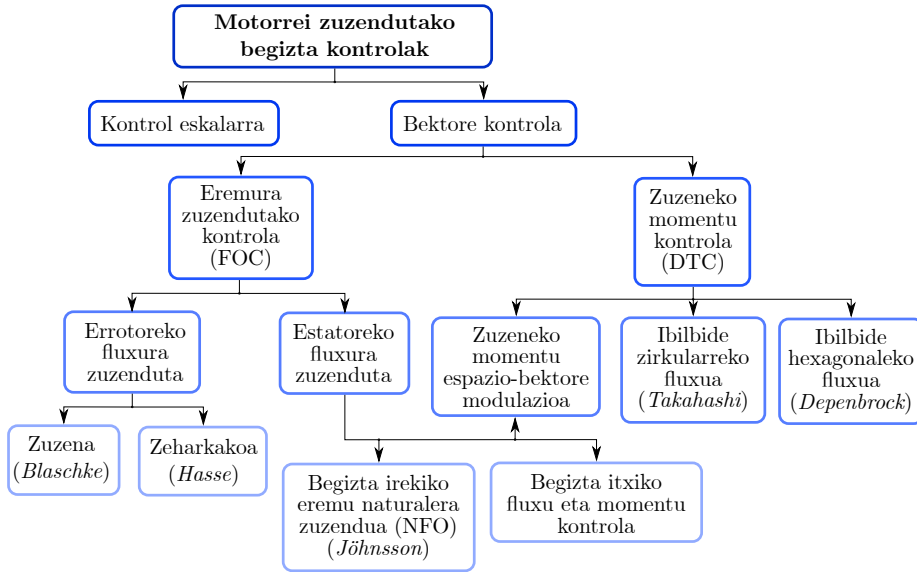 Motorrei zuzendutako
begizta kontrolak
Kontrol eskalarra
Bektore kontrola
Eremura
zuzendutako
kontrola
(FOC)
Zuzeneko
momentu
kontrola
(DTC)
Errotoreko
fluxura
zuzenduta
Estatoreko
fluxura
zuzenduta
Zuzeneko
momentu
espazio-bektore
modulazioa
Ibilbide
zirkularreko
fluxua
(Takahashi)
Ibilbide
hexagonaleko
fluxua
(Depenbrock)
Zuzena
(Blaschke)
Zeharkakoa
(Hasse)
Begizta irekiko
eremu naturalera
zuzendua (NFO)
(Jöhnsson)
Begizta itxiko
fluxu eta momentu
kontrola